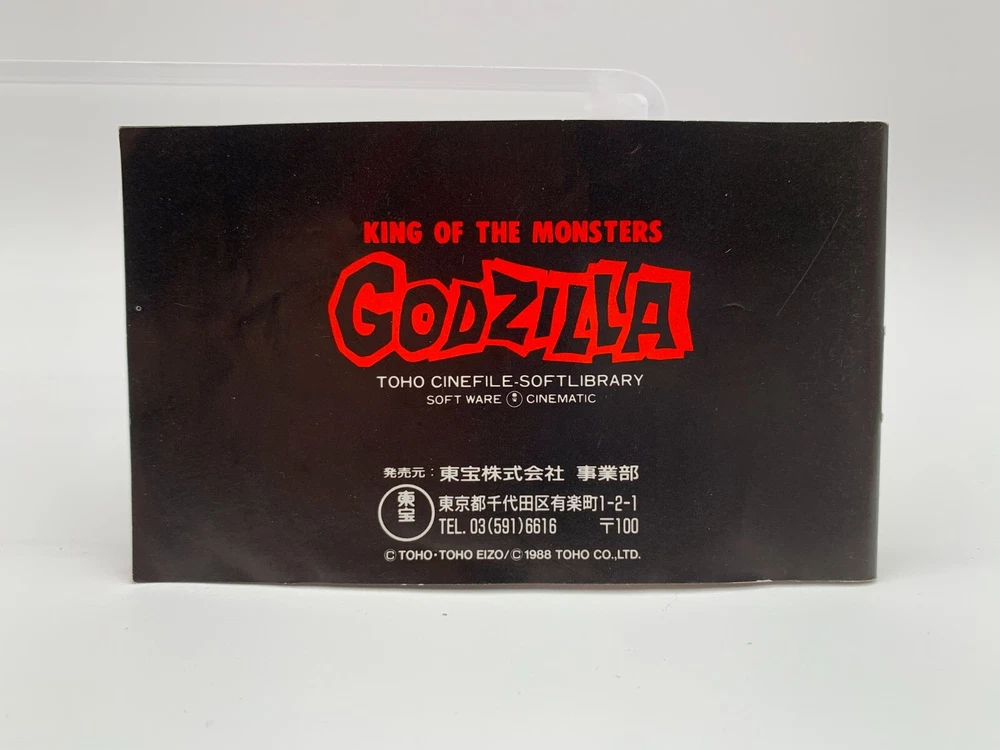 KING OF THE MONSTERS
GODZILLA
TOHO CINEFILE-SOFTLIBRARY
SOFT WARE 東宝 CINEMATIC
発売元:東宝株式会社 事業部
東宝
東京都千代田区有楽町1-2-1
TEL. 03(591)6616 〒100
©TOHO・TOHO EIZO/©1988 TOHO CO.,LTD.